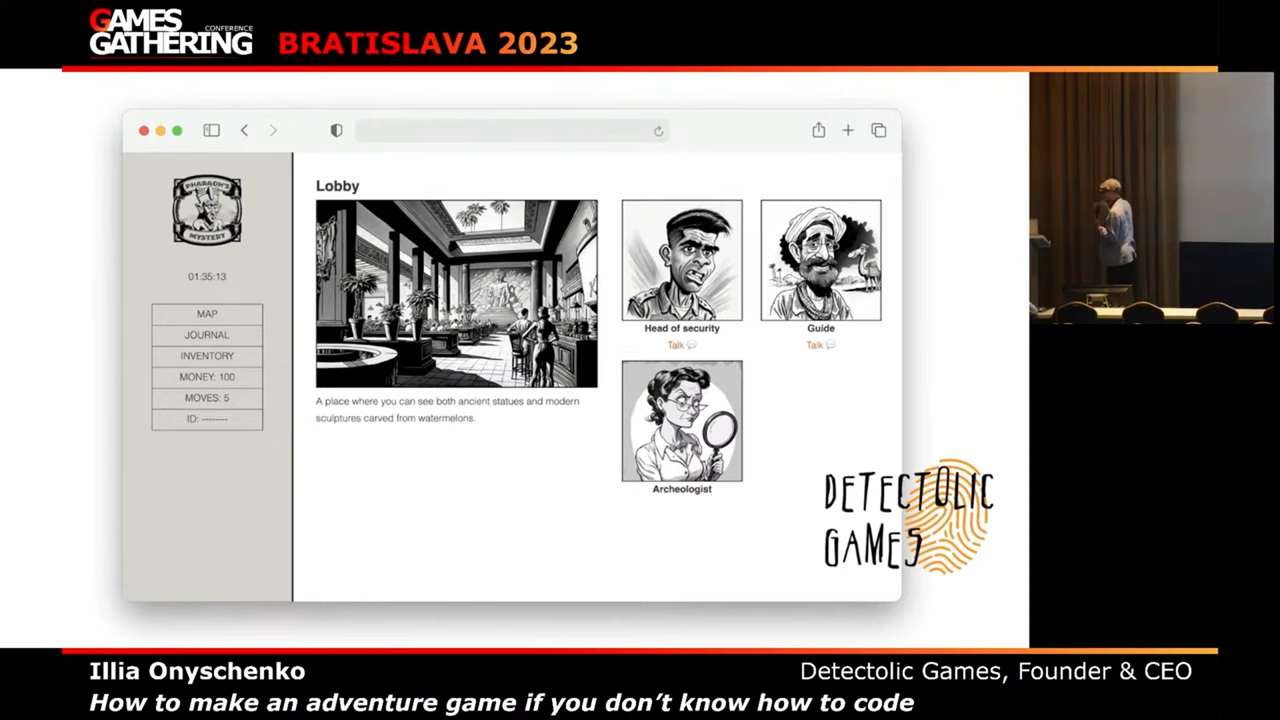 GAMES
CONFERENCE
GATHERING
BRATISLAVA 2023
PHARAOH'S
MYSTERY
01:35:13
MAP
JOURNAL
INVENTORY
MONEY: 100
MOVES: 5
ID: --------
Lobby
A place where you can see both ancient statues and modern
sculptures carved from watermelons.
Head of security
Talk
Guide
Talk
Archeologist
DETECTOLIC
GAMES
Illia Onyschenko
Detectolic Games, Founder & CEO
How to make an adventure game if you don't know how to code